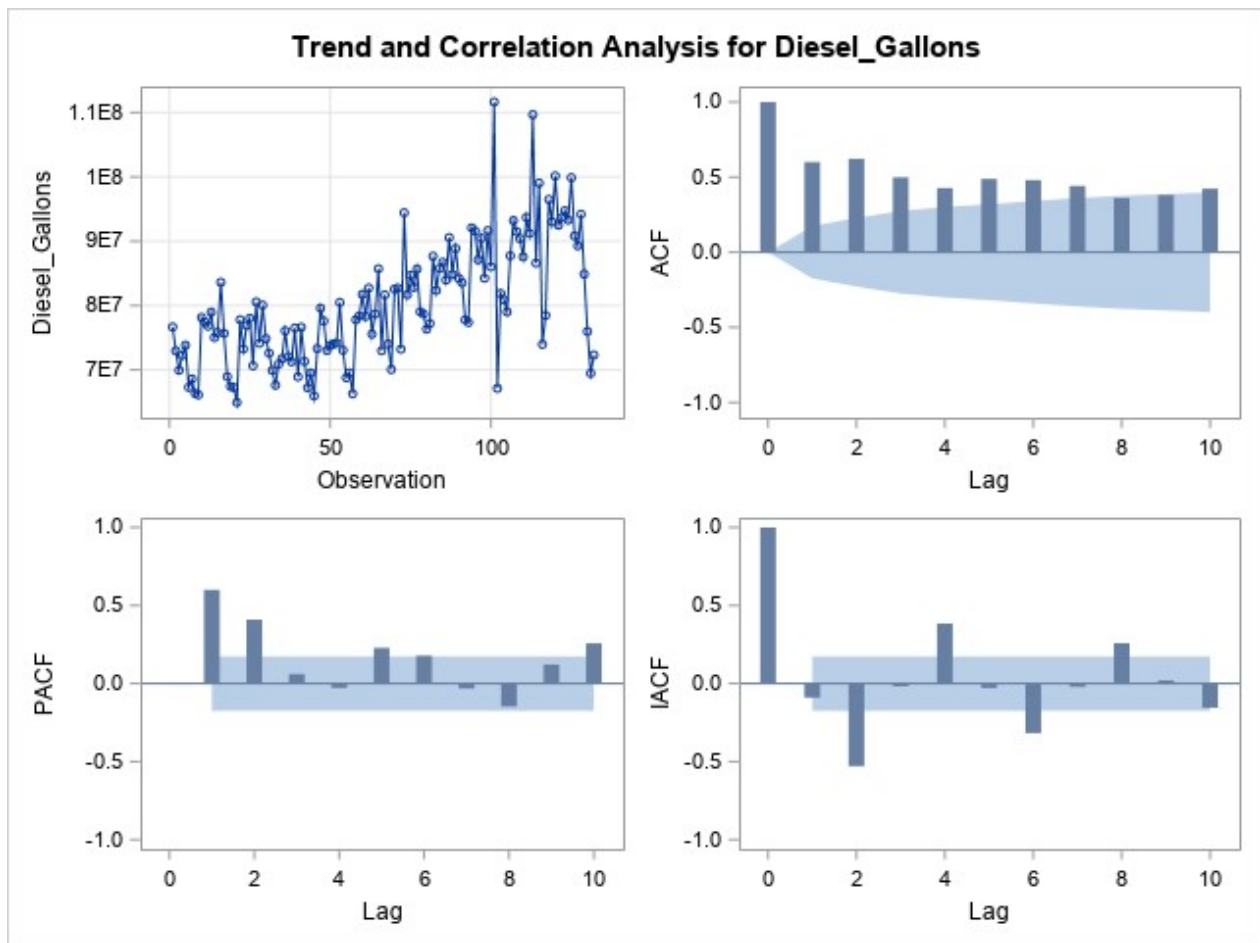 Trend and Correlation Analysis for Diesel_Gallons
Diesel_Gallons
1.1E8
1E8
9E7
8E7
7E7
0 50 100
Observation
ACF
1.0
0.5
0.0
-0.5
-1.0
0 2 4 6 8 10
Lag
PACF
1.0
0.5
0.0
-0.5
-1.0
0 2 4 6 8 10
Lag
IACF
1.0
0.5
0.0
-0.5
-1.0
0 2 4 6 8 10
Lag